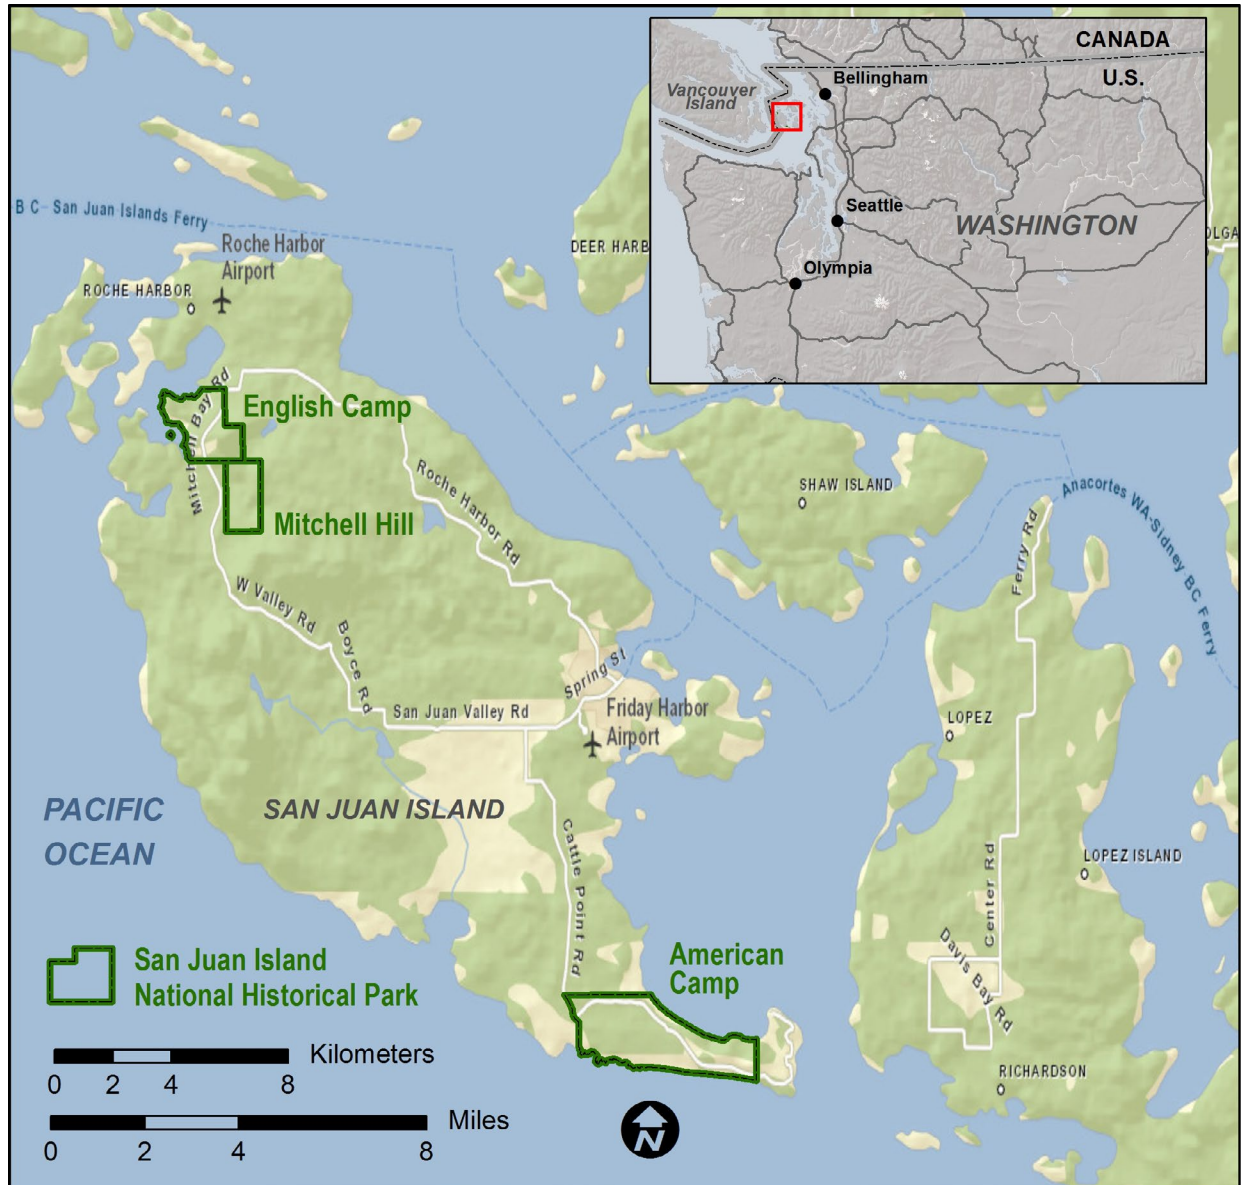 CANADA
U.S.
Bellingham
Vancouver
Island
Seattle
WASHINGTON
Olympia
B C - San Juan Islands Ferry
Roche Harbor
Airport
ROCHE HARBOR
DEER HARB
OLGA
Mitchell Bay Rd
English Camp
Mitchell Hill
Roche Harbor Rd
SHAW ISLAND
Anacortes WA-Sidney BC Ferry
Ferry Rd
W Valley Rd
Boyce Rd
Spring St
San Juan Valley Rd
Friday Harbor
Airport
LOPEZ
PACIFIC
OCEAN
SAN JUAN ISLAND
Cattle Point Rd
Center Rd
LOPEZ ISLAND
Davis Bay Rd
American
Camp
San Juan Island
National Historical Park
RICHARDSON
Kilometers
0 2 4 8
Miles
0 2 4 8
N